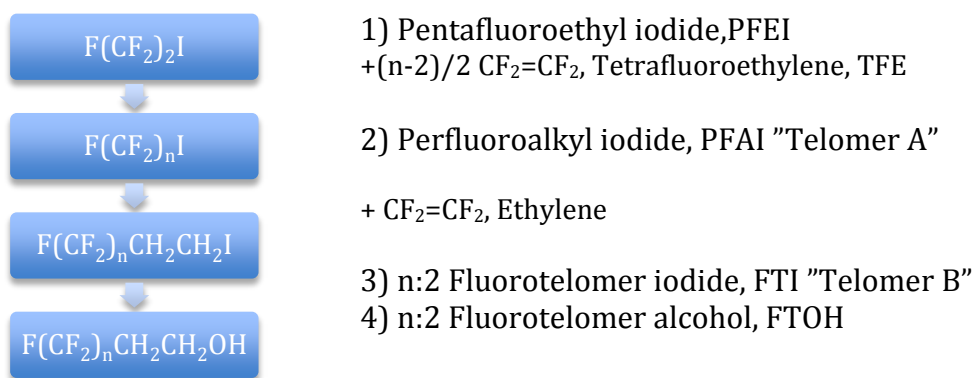 F(CF₂)₂I
1) Pentafluoroethyl iodide,PFEI
+(n-2)/2 CF₂=CF₂, Tetrafluoroethylene, TFE
F(CF₂)ₙI
2) Perfluoroalkyl iodide, PFAI ”Telomer A”
+ CF₂=CF₂, Ethylene
F(CF₂)ₙCH₂CH₂I
3) n:2 Fluorotelomer iodide, FTI ”Telomer B”
4) n:2 Fluorotelomer alcohol, FTOH
F(CF₂)ₙCH₂CH₂OH